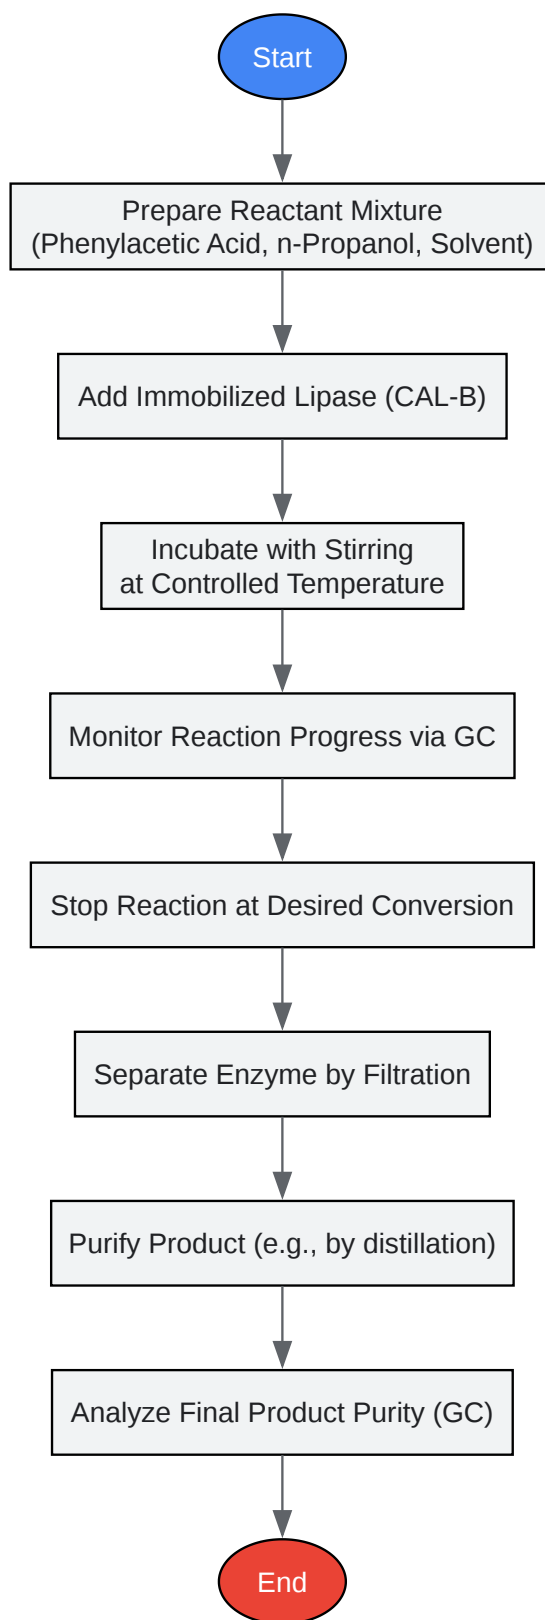 Start
Prepare Reactant Mixture
(Phenylacetic Acid, n-Propanol, Solvent)
Add Immobilized Lipase (CAL-B)
Incubate with Stirring
at Controlled Temperature
Monitor Reaction Progress via GC
Stop Reaction at Desired Conversion
Separate Enzyme by Filtration
Purify Product (e.g., by distillation)
Analyze Final Product Purity (GC)
End